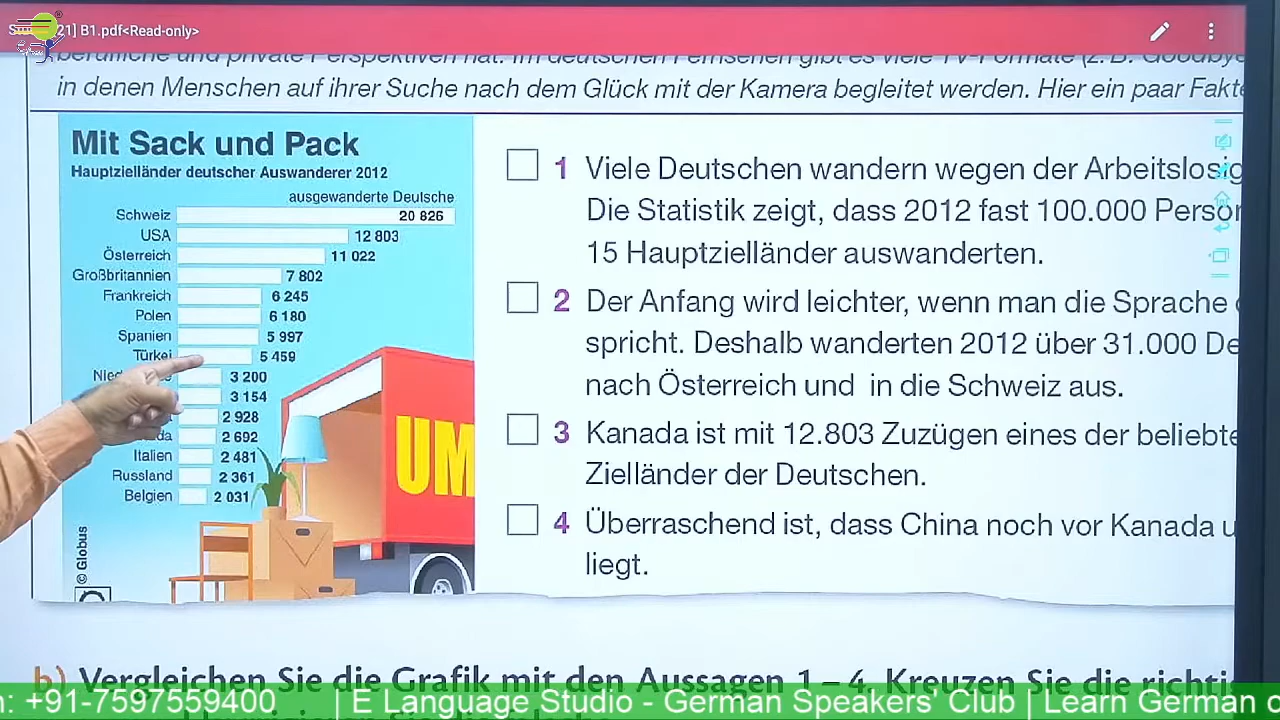 21] B1.pdf<Read-only>
in denen Menschen auf ihrer Suche nach dem Glück mit der Kamera begleitet werden. Hier ein paar
Mit Sack und Pack
Hauptzielländer deutscher Auswanderer 2012
ausgewanderte Deutsche
Schweiz 20 826
USA 12 803
Österreich 11 022
Großbritannien 7 802
Frankreich 6 245
Polen 6 180
Spanien 5 997
Türkei 5 459
3 200
3 154
2 928
2 692
Italien 2 481
Russland 2 361
Belgien 2 031
© Globus
UM
1 Viele Deutschen wandern wegen der
Die Statistik zeigt, dass 2012 fast 100.000
15 Hauptzielländer auswanderten.
2 Der Anfang wird leichter, wenn man die Sprache
spricht. Deshalb wanderten 2012 über 31.000
nach Österreich und in die Schweiz aus.
3 Kanada ist mit 12.803 Zuzügen eines der
Zielländer der Deutschen.
4 Überraschend ist, dass China noch vor Kanada
liegt.
b) Vergleichen Sie die Grafik mit den Aussagen 1 – 4. Kreuzen Sie die
+91-7597559400 | E Language Studio - German Speakers' Club | Learn German